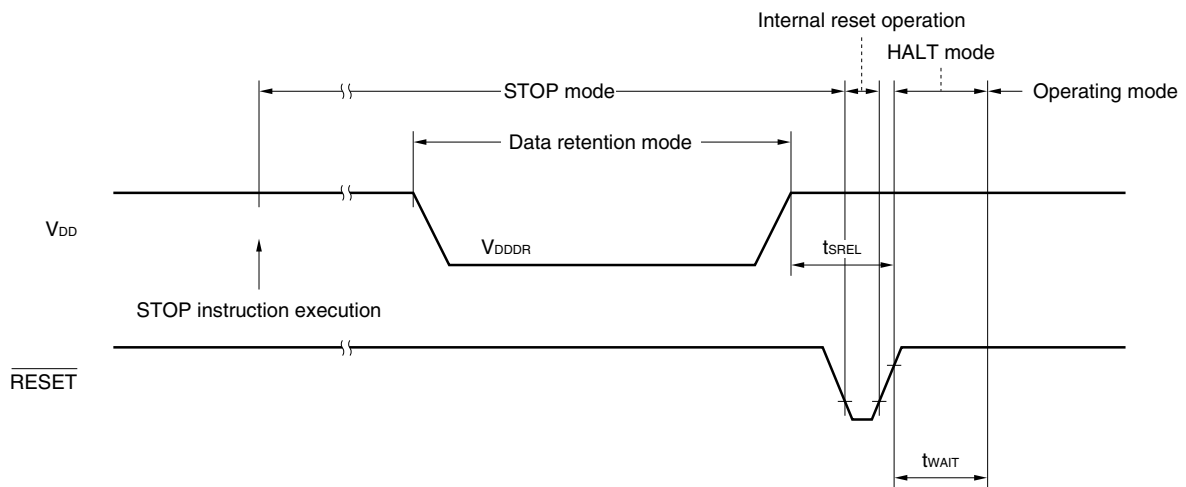 Internal reset operation
HALT mode
STOP mode
Operating mode
Data retention mode
VDD
VDDDR
tSREL
STOP instruction execution
RESET
tWAIT